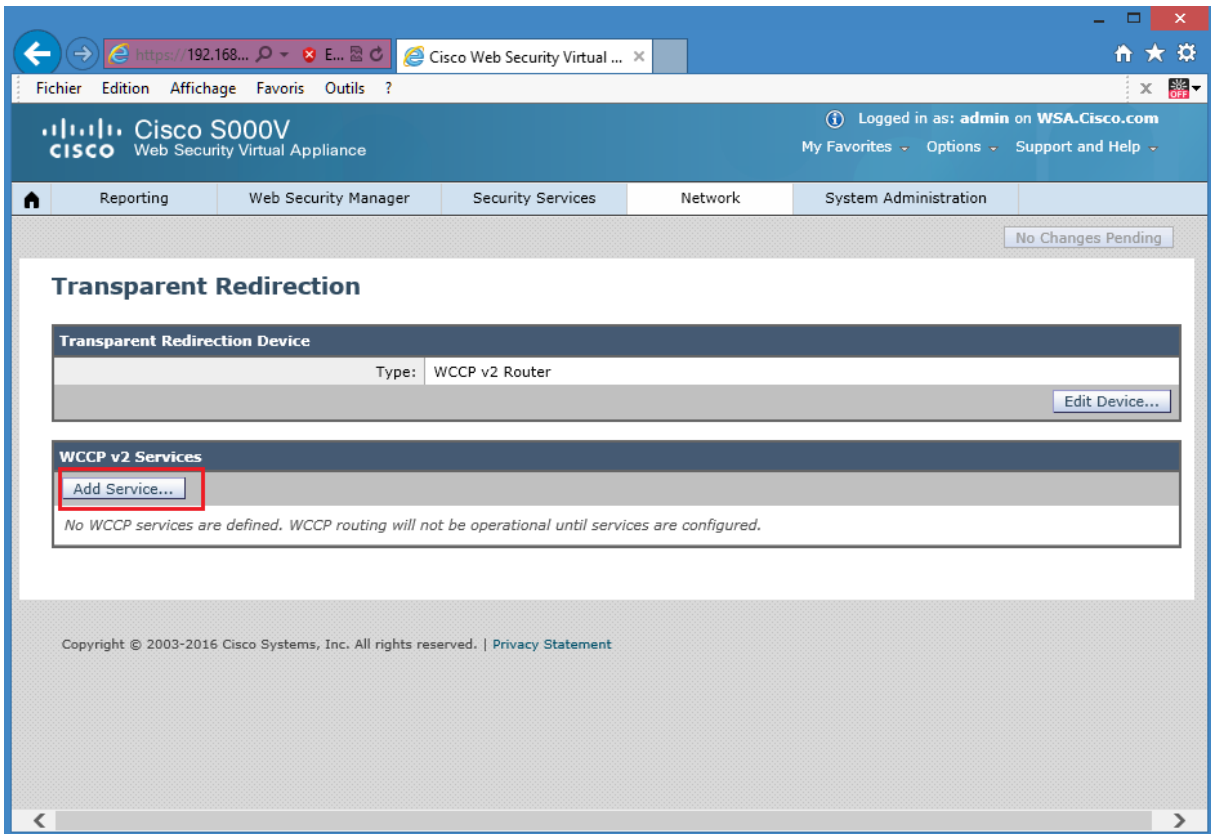 https://192.168... E...
Cisco Web Security Virtual ...
Fichier Edition Affichage Favoris Outils ?
OFF
Cisco S000V
CISCO Web Security Virtual Appliance
Logged in as: admin on WSA.Cisco.com
My Favorites Options Support and Help
Reporting Web Security Manager Security Services Network System Administration
No Changes Pending
Transparent Redirection
Transparent Redirection Device
Type: WCCP v2 Router
Edit Device...
WCCP v2 Services
Add Service...
No WCCP services are defined. WCCP routing will not be operational until services are configured.
Copyright © 2003-2016 Cisco Systems, Inc. All rights reserved. | Privacy Statement